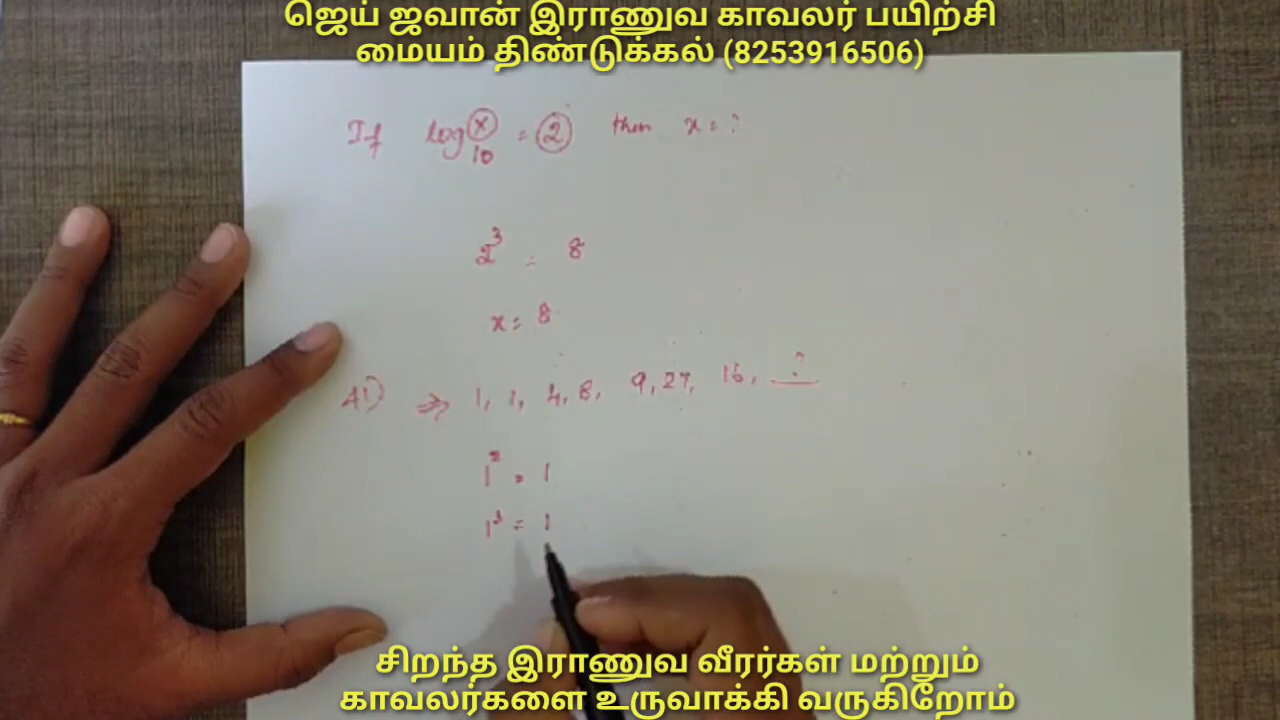 ஜெய் ஜவான் இராணுவ காவலர் பயிற்சி
மையம் திண்டுக்கல் (8253916506)
If log x 10 = 2 then x = ?
2³ = 8
x = 8
41) ⇒ 1, 1, 4, 8, 9, 27, 16, ?
1² = 1
1³ = 1
சிறந்த இராணுவ வீரர்கள் மற்றும்
காவலர்களை உருவாக்கி வருகிறோம்